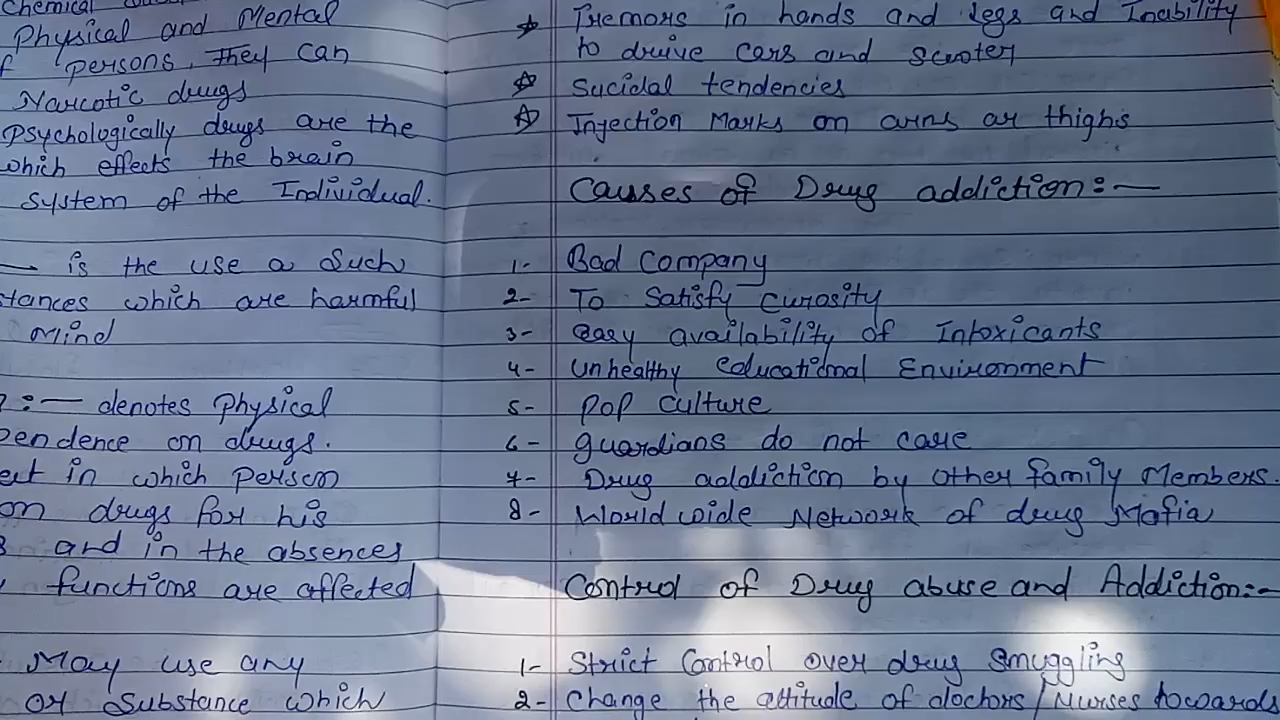 Chemical
Physical and Mental
f persons, they can
Narcotic drugs
Psychologically drugs are the
which effects the brain
System of the Individual.
— is the use a Such
tances which are harmful
Mind
:— denotes Physical
pendence on drugs.
in which person
on drugs for his
and in the absences
functions are affected
May use any
or Substance which
☆ Tremors in hands and legs and Inability
to druive cars and scooter
☆ Sucidal tendencies
☆ Injection Marks on arms ar thighs
Causes of Drug addiction:—
1- Bad Company
2- To Satisfy curosity
3- easy availability of Intoxicants
4- unhealthy educational Environment
5- pop culture
6- guardians do not care
7- Drug addiction by other family Members.
8- World wide Network of drug Mafia
Control of Drug abuse and Addiction:-
1- Strict Control over drug smuggling
2- Change the attitude of doctors/Nurses towards